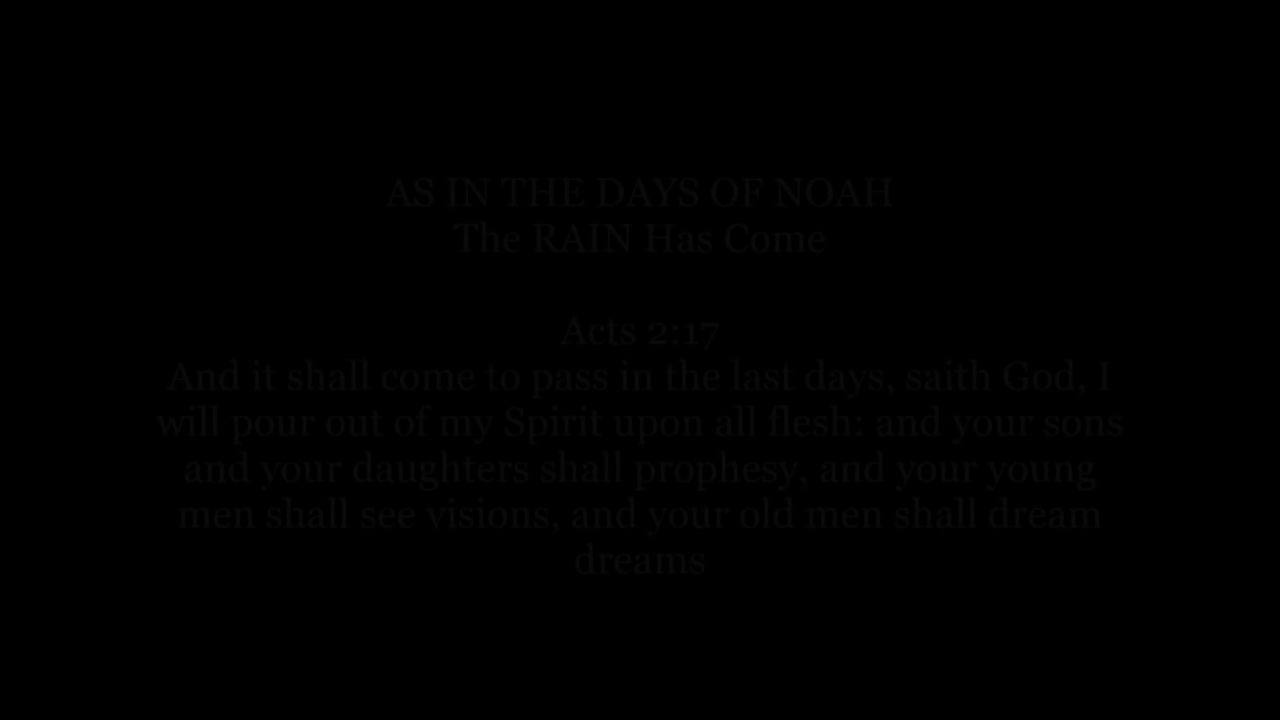 AS IN THE DAYS OF NOAH
The RAIN Has Come
Acts 2:17
And it shall come to pass in the last days, saith God, I
will pour out of my Spirit upon all flesh: and your sons
and your daughters shall prophesy, and your young
men shall see visions, and your old men shall dream
dreams